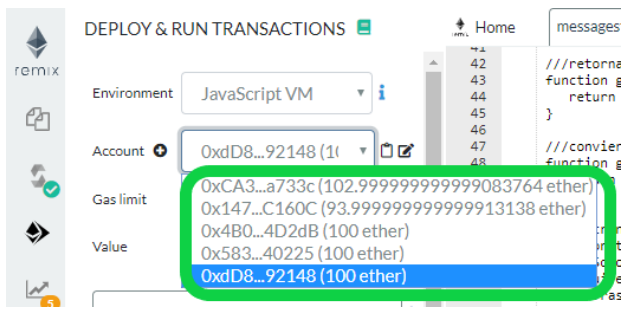 DEPLOY & RUN TRANSACTIONS
remix
Environment
JavaScript VM
i
Account
0xdD8...92148 (1(
0xCA3...a733c (102.999999999999083764 ether)
0x147...C160C (93.999999999999913138 ether)
0x4B0...4D2dB (100 ether)
0x583...40225 (100 ether)
0xdD8...92148 (100 ether)
Gas limit
Value
5
Home
messages
41
42 ///retorna
43 function g
44 return
45 }
46
47 ///convien
48 function g